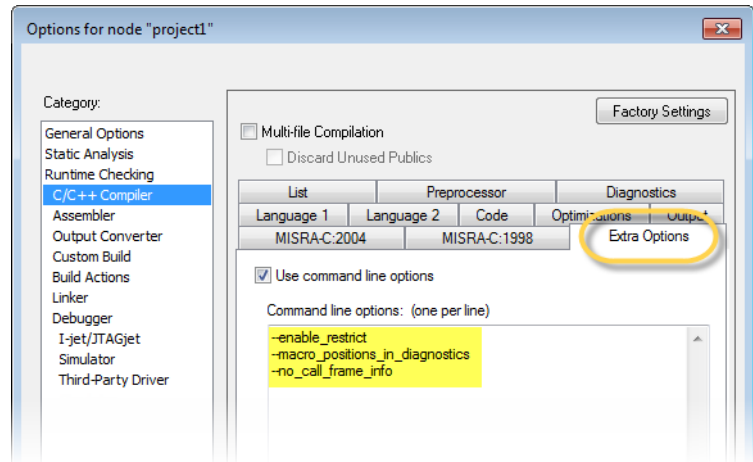 Options for node "project1"
Category:
General Options
Static Analysis
Runtime Checking
C/C++ Compiler
Assembler
Output Converter
Custom Build
Build Actions
Linker
Debugger
I-jet/JTAGjet
Simulator
Third-Party Driver
Factory Settings
Multi-file Compilation
Discard Unused Publics
List Preprocessor Diagnostics
Language 1 Language 2 Code Optimizations Output
MISRA-C:2004 MISRA-C:1998 Extra Options
Use command line options
Command line options: (one per line)
--enable_restrict
--macro_positions_in_diagnostics
--no_call_frame_info